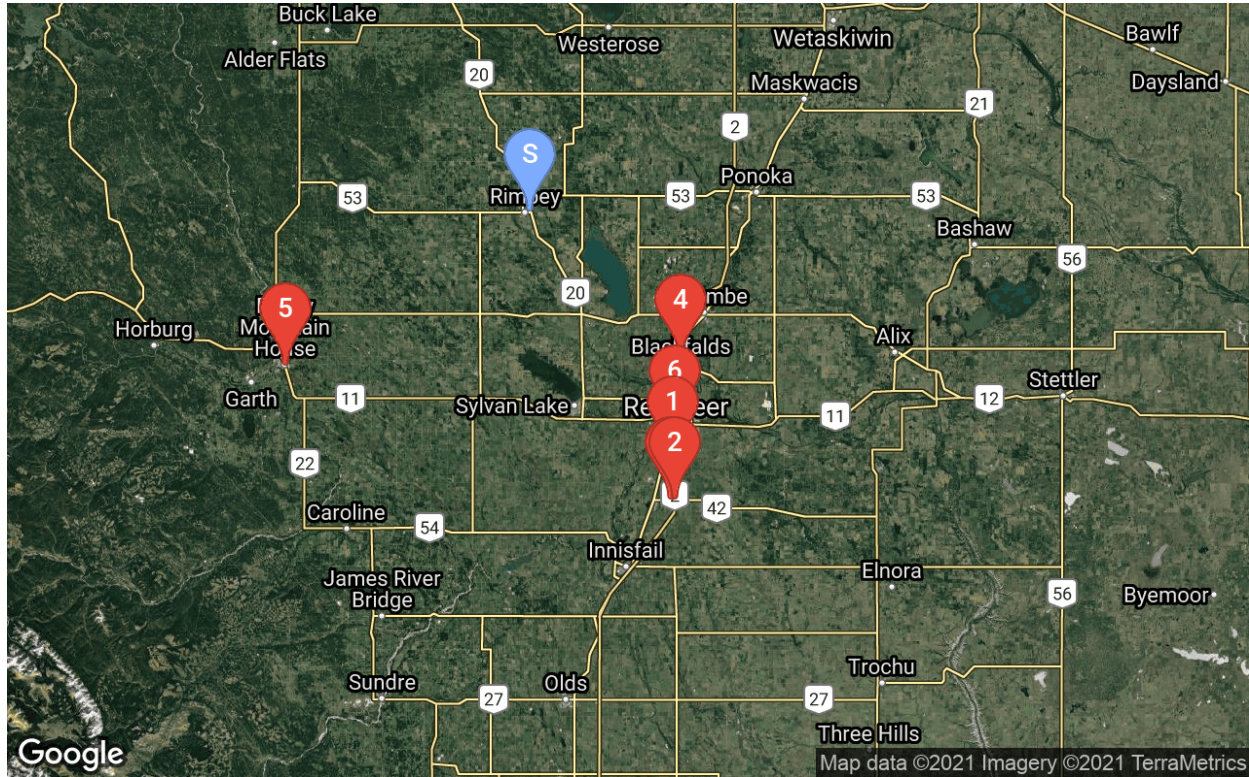 Buck Lake
Alder Flats
Westerose
Wetaskiwin
Bawlf
Daysland
20
Maskwacis
21
2
S
53
Rimbey
53
Ponoka
53
Bashaw
56
20
5
4
Horburg
Mountain
House
Blackfalds
Alix
6
Garth
11
Sylvan Lake
1
11
12
Stettler
2
22
42
Caroline
54
Innisfail
James River
Bridge
Elnora
56
Byemoor
Trochu
Sundre
27
Olds
27
Three Hills
Google
Map data ©2021 Imagery ©2021 TerraMetrics